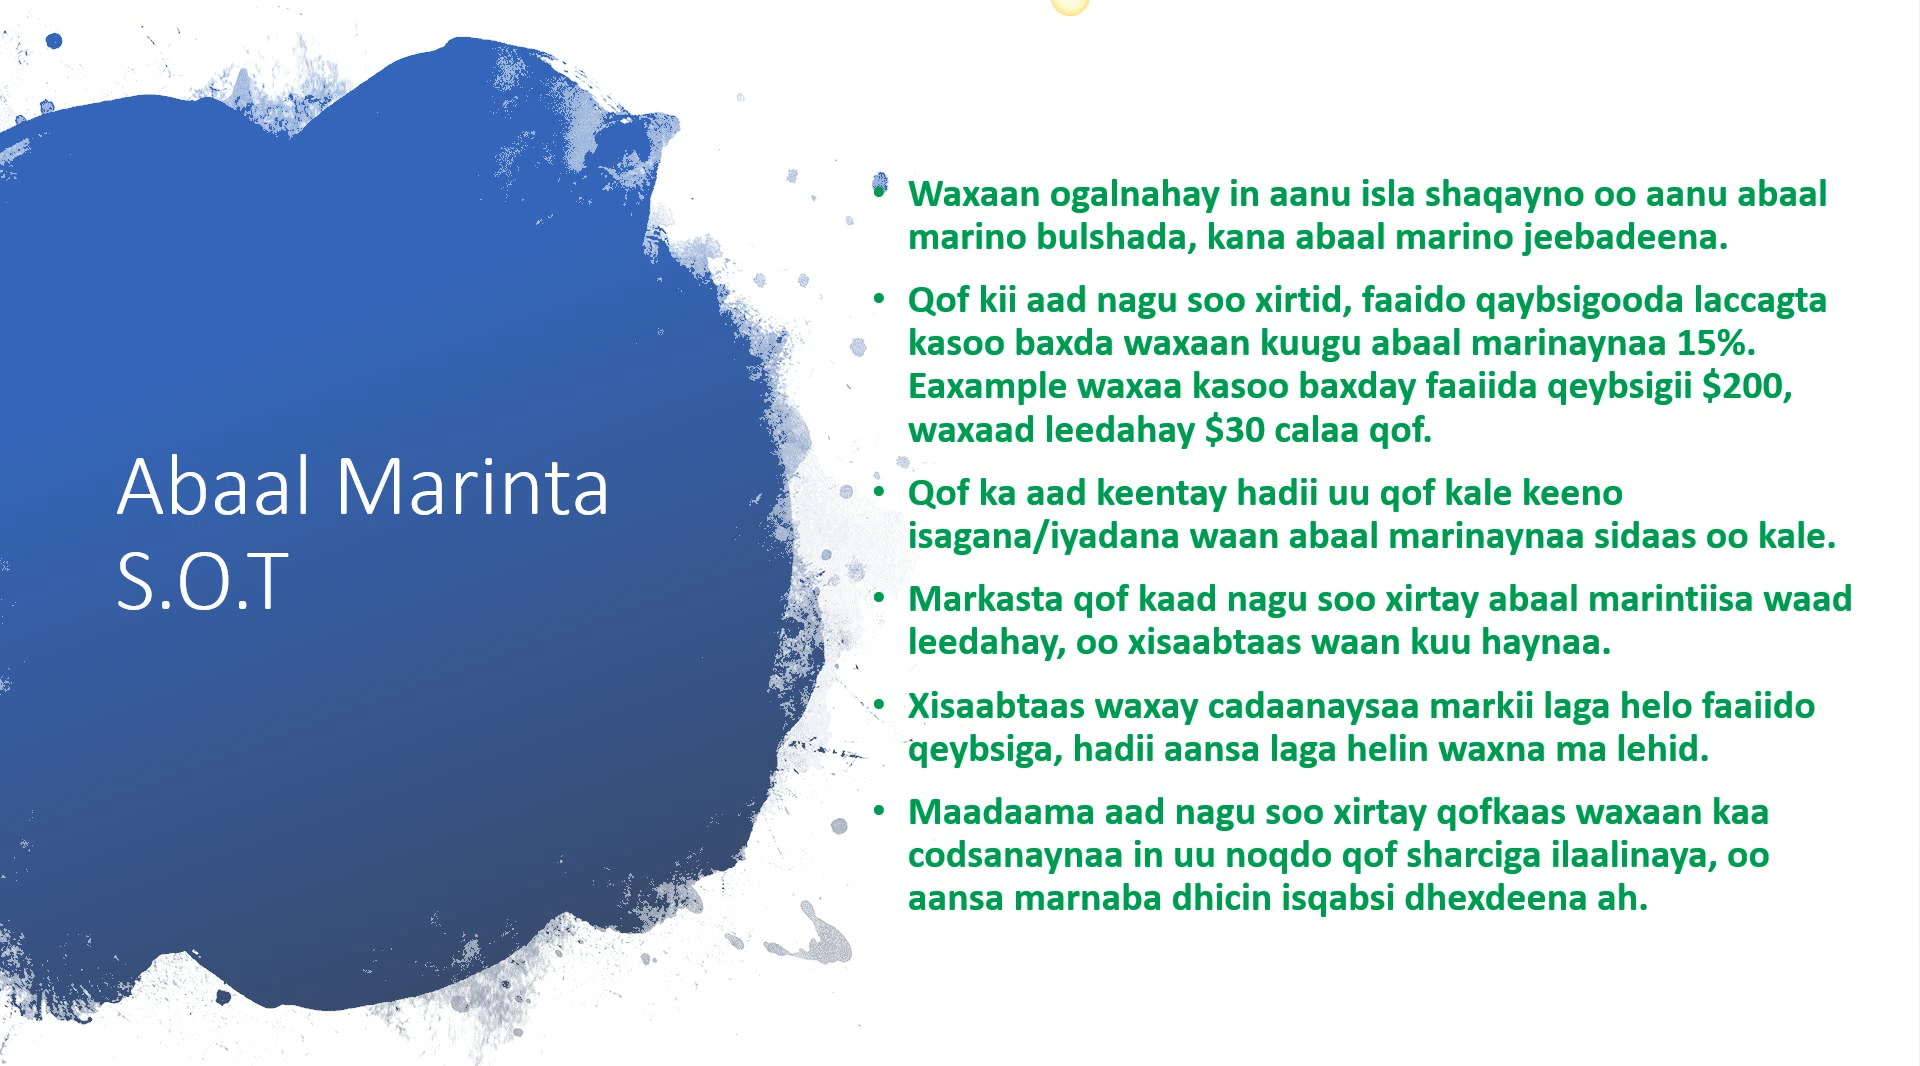 Abaal Marinta
S.O.T
• Waxaan ogalnahay in aanu isla shaqayno oo aanu abaal
marino bulshada, kana abaal marino jeebadeena.
• Qof kii aad nagu soo xirtid, faaido qaybsigooda laccagta
kasoo baxda waxaan kuugu abaal marinaynaa 15%.
Eaxample waxaa kasoo baxday faaiida qeybsigii $200,
waxaad leedahay $30 calaa qof.
• Qof ka aad keentay hadii uu qof kale keeno
isagana/iyadana waan abaal marinaynaa sidaas oo kale.
• Markasta qof kaad nagu soo xirtay abaal marintiisa waad
leedahay, oo xisaabtaas waan kuu haynaa.
• Xisaabtaas waxay cadaanaysaa markii laga helo faaiido
qeybsiga, hadii aansa laga helin waxna ma lehid.
• Maadaama aad nagu soo xirtay qofkaas waxaan kaa
codsanaynaa in uu noqdo qof sharciga ilaalinaya, oo
aansa marnaba dhicin isqabsi dhexdeena ah.